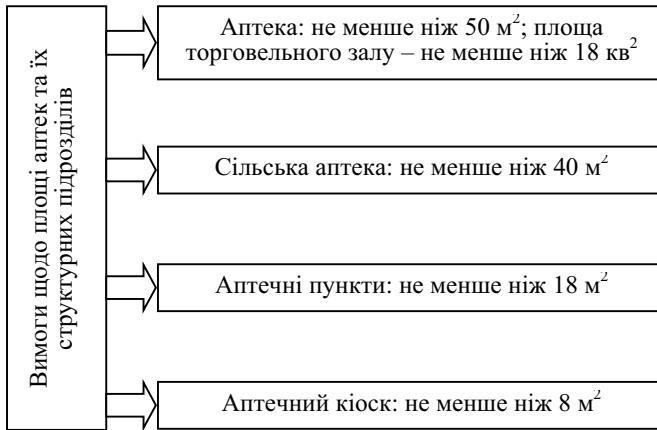 Вимоги щодо площі аптек та їх
структурних підрозділів
Аптека: не менше ніж 50 м²; площа
торговельного залу – не менше ніж 18 кв²
Сільська аптека: не менше ніж 40 м²
Аптечні пункти: не менше ніж 18 м²
Аптечний кіоск: не менше ніж 8 м²